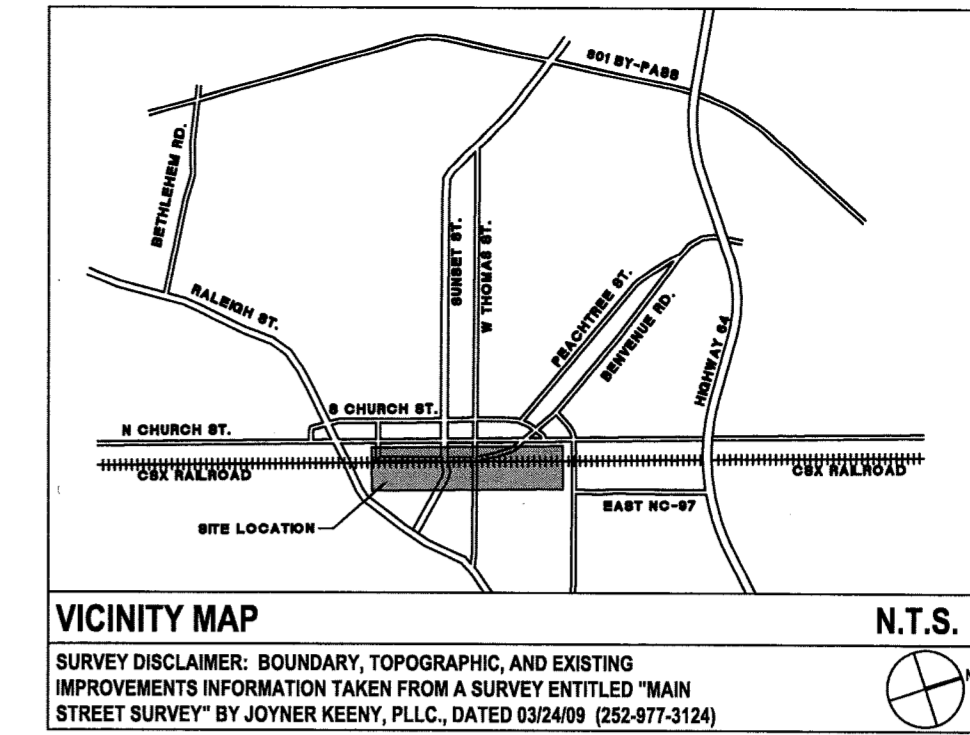 301 BY-PASS
BETHLEHEM RD.
SUNSET ST.
W THOMAS ST.
PEACHTREE ST.
BENVENUE RD.
HIGHWAY 64
RALEIGH ST.
S CHURCH ST.
N CHURCH ST.
CSX RAILROAD
CSX RAILROAD
EAST NC-97
SITE LOCATION
VICINITY MAP
N.T.S.
SURVEY DISCLAIMER: BOUNDARY, TOPOGRAPHIC, AND EXISTING
IMPROVEMENTS INFORMATION TAKEN FROM A SURVEY ENTITLED "MAIN
STREET SURVEY" BY JOYNER KEENY, PLLC., DATED 03/24/09 (252-977-3124)
N